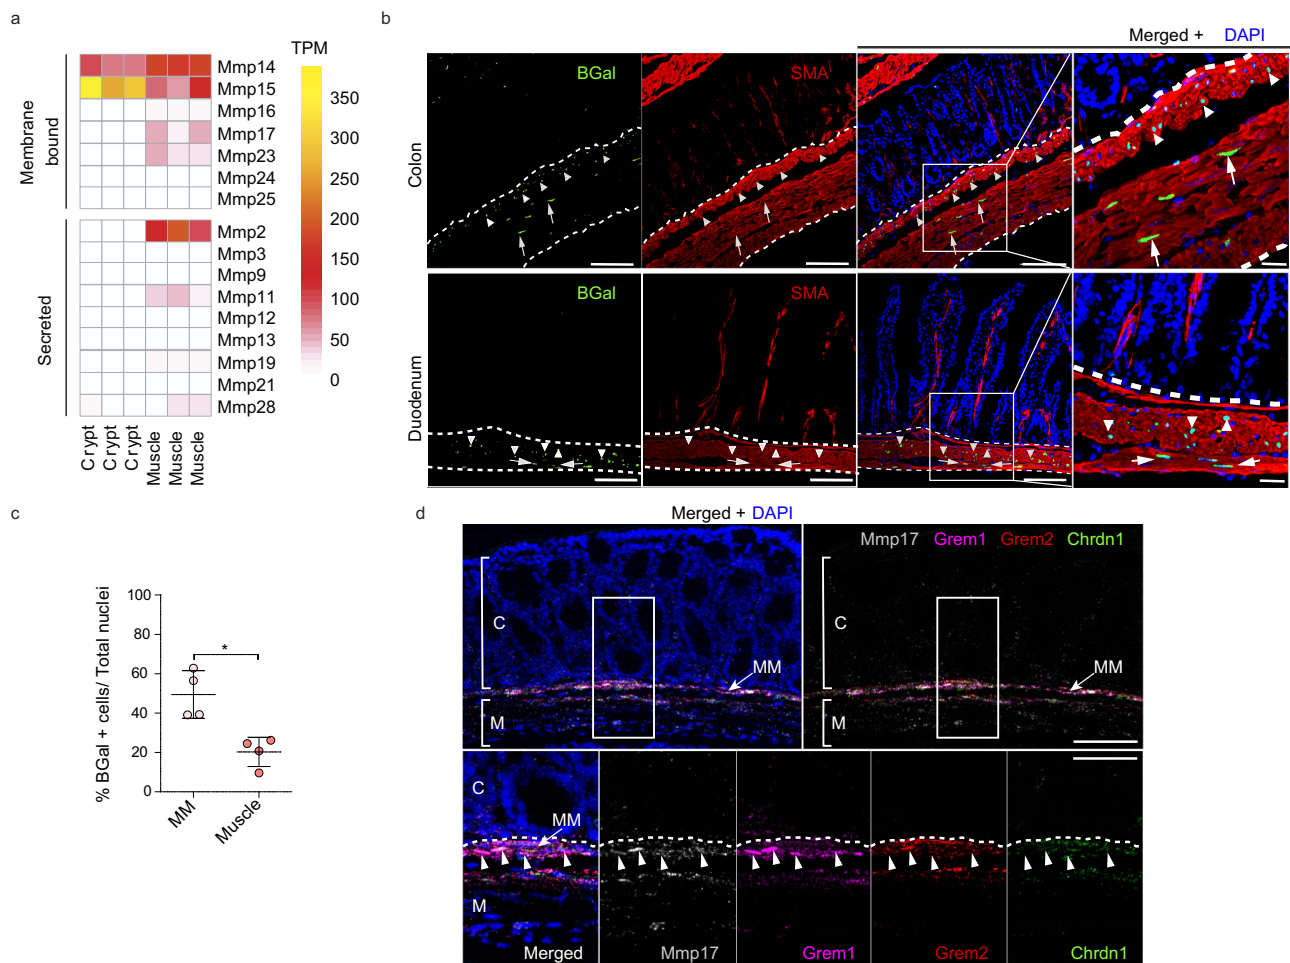 a
TPM
Membrane
bound
Mmp14
Mmp15
Mmp16
Mmp17
Mmp23
Mmp24
Mmp25
Secreted
Mmp2
Mmp3
Mmp9
Mmp11
Mmp12
Mmp13
Mmp19
Mmp21
Mmp28
350
300
250
200
150
100
50
0
Crypt
Crypt
Crypt
Muscle
Muscle
Muscle
b
Merged + DAPI
Colon
BGal
SMA
Duodenum
BGal
SMA
c
% BGal + cells/ Total nuclei
100
80
60
40
20
0
*
MM
Muscle
d
Merged + DAPI
Mmp17 Grem1 Grem2 Chrdn1
C
MM
M
C
MM
M
C
MM
M
Merged
Mmp17
Grem1
Grem2
Chrdn1